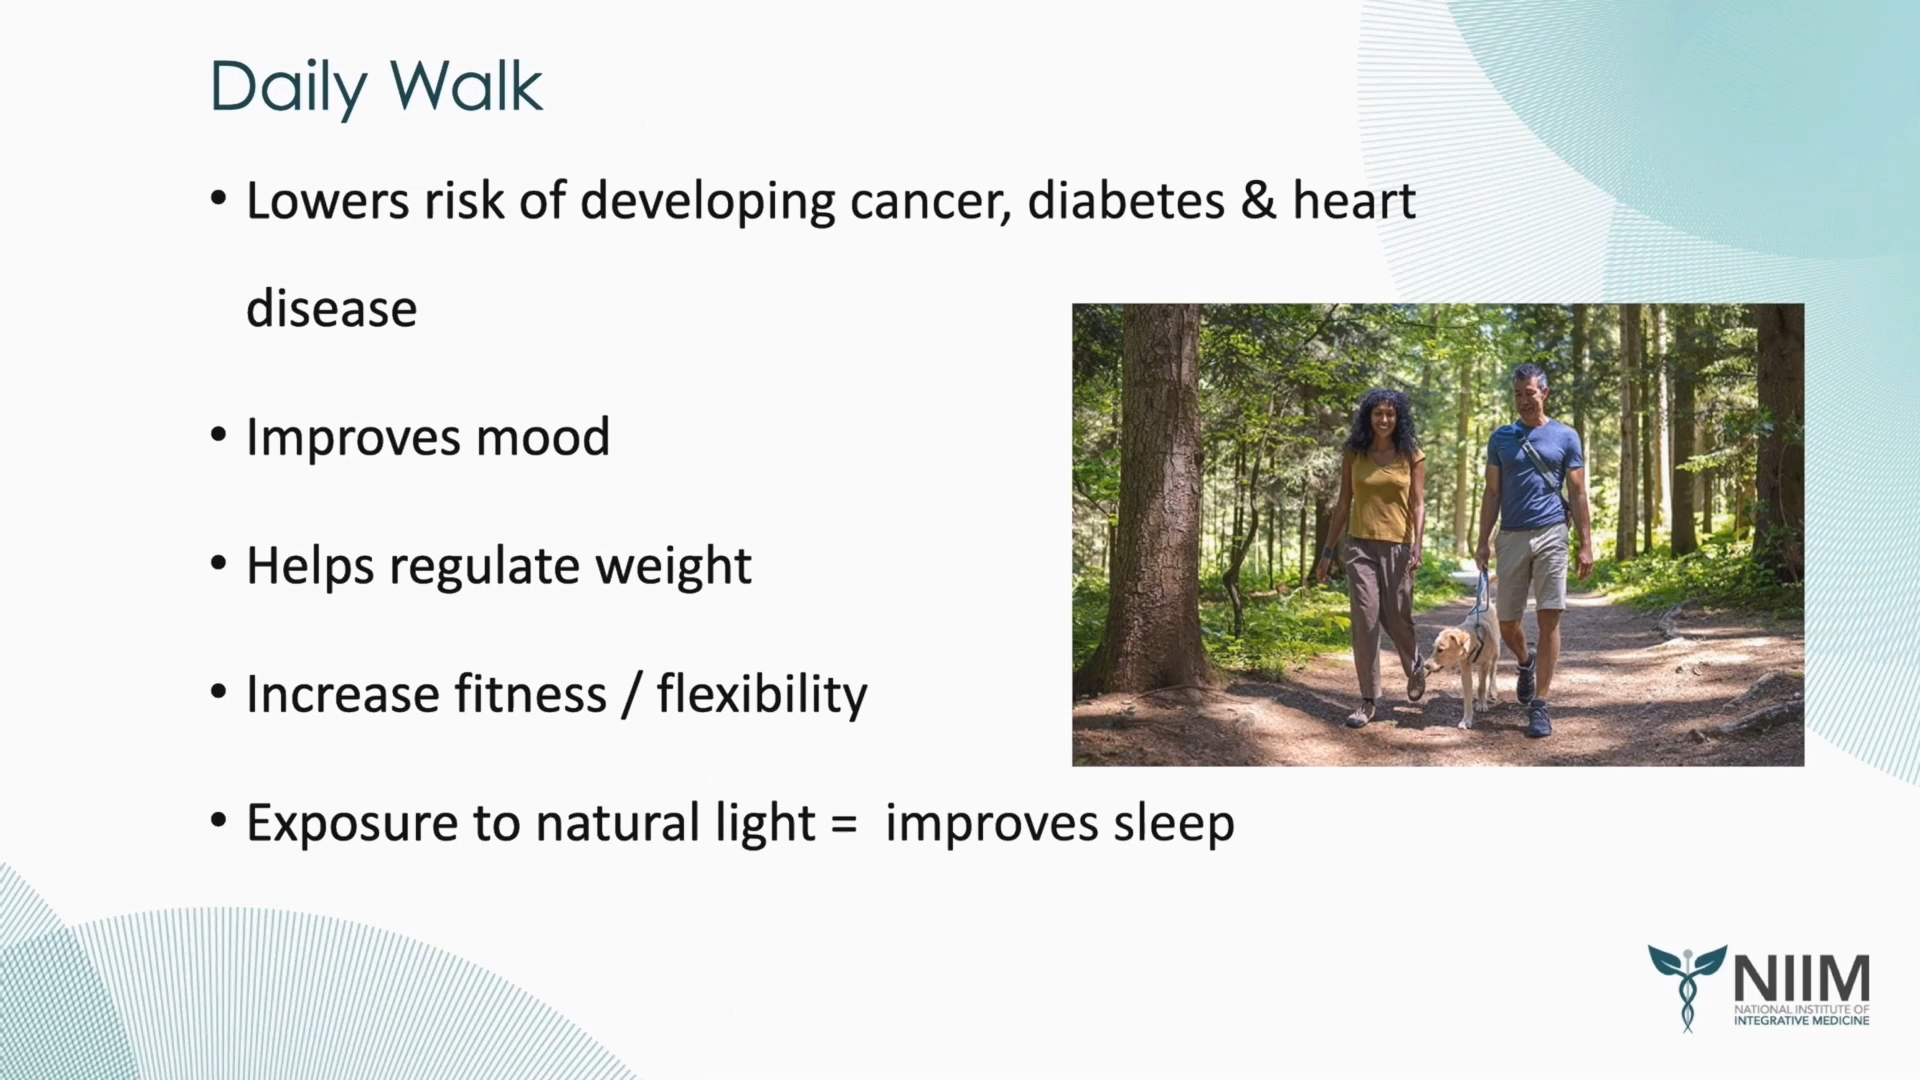 Daily Walk
• Lowers risk of developing cancer, diabetes & heart
disease
• Improves mood
• Helps regulate weight
• Increase fitness / flexibility
• Exposure to natural light =  improves sleep
NIIM
NATIONAL INSTITUTE OF
INTEGRATIVE MEDICINE